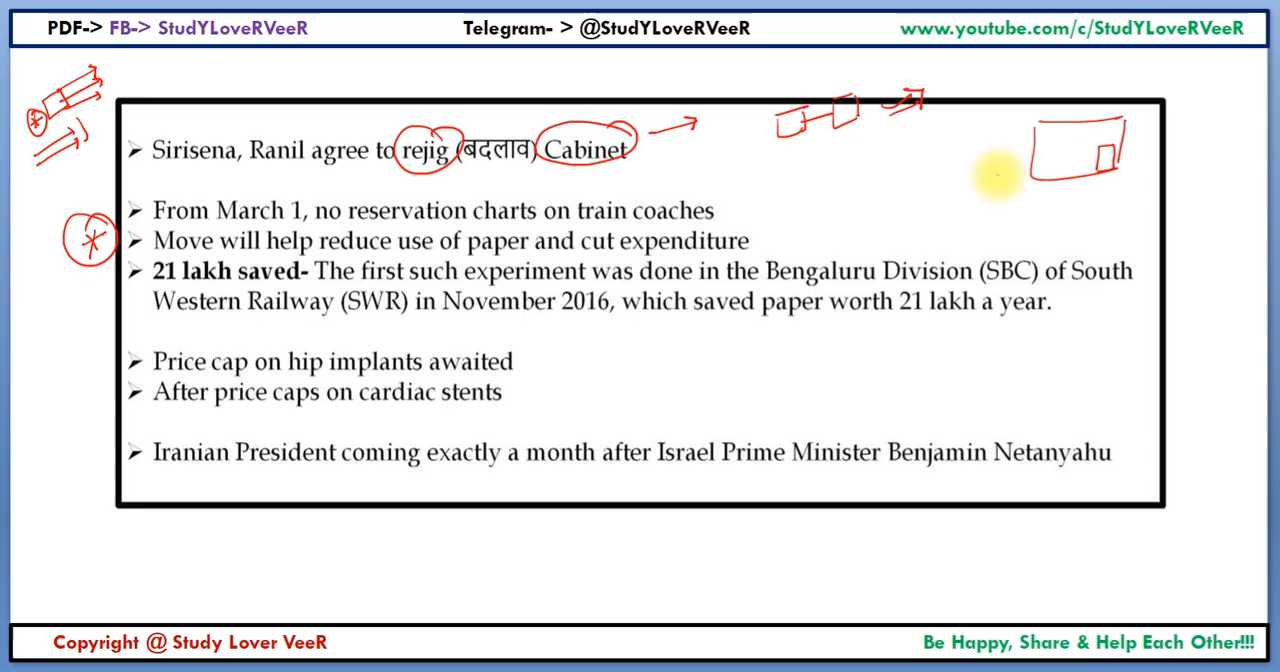 PDF-> FB-> StudYLoveRVeeR Telegram- > @StudYLoveRVeeR www.youtube.com/c/StudYLoveRVeeR
➢ Sirisena, Ranil agree to rejig (बदलाव) Cabinet
➢ From March 1, no reservation charts on train coaches
➢ Move will help reduce use of paper and cut expenditure
➢ 21 lakh saved- The first such experiment was done in the Bengaluru Division (SBC) of South
Western Railway (SWR) in November 2016, which saved paper worth 21 lakh a year.
➢ Price cap on hip implants awaited
➢ After price caps on cardiac stents
➢ Iranian President coming exactly a month after Israel Prime Minister Benjamin Netanyahu
Copyright @ Study Lover VeeR Be Happy, Share & Help Each Other!!!